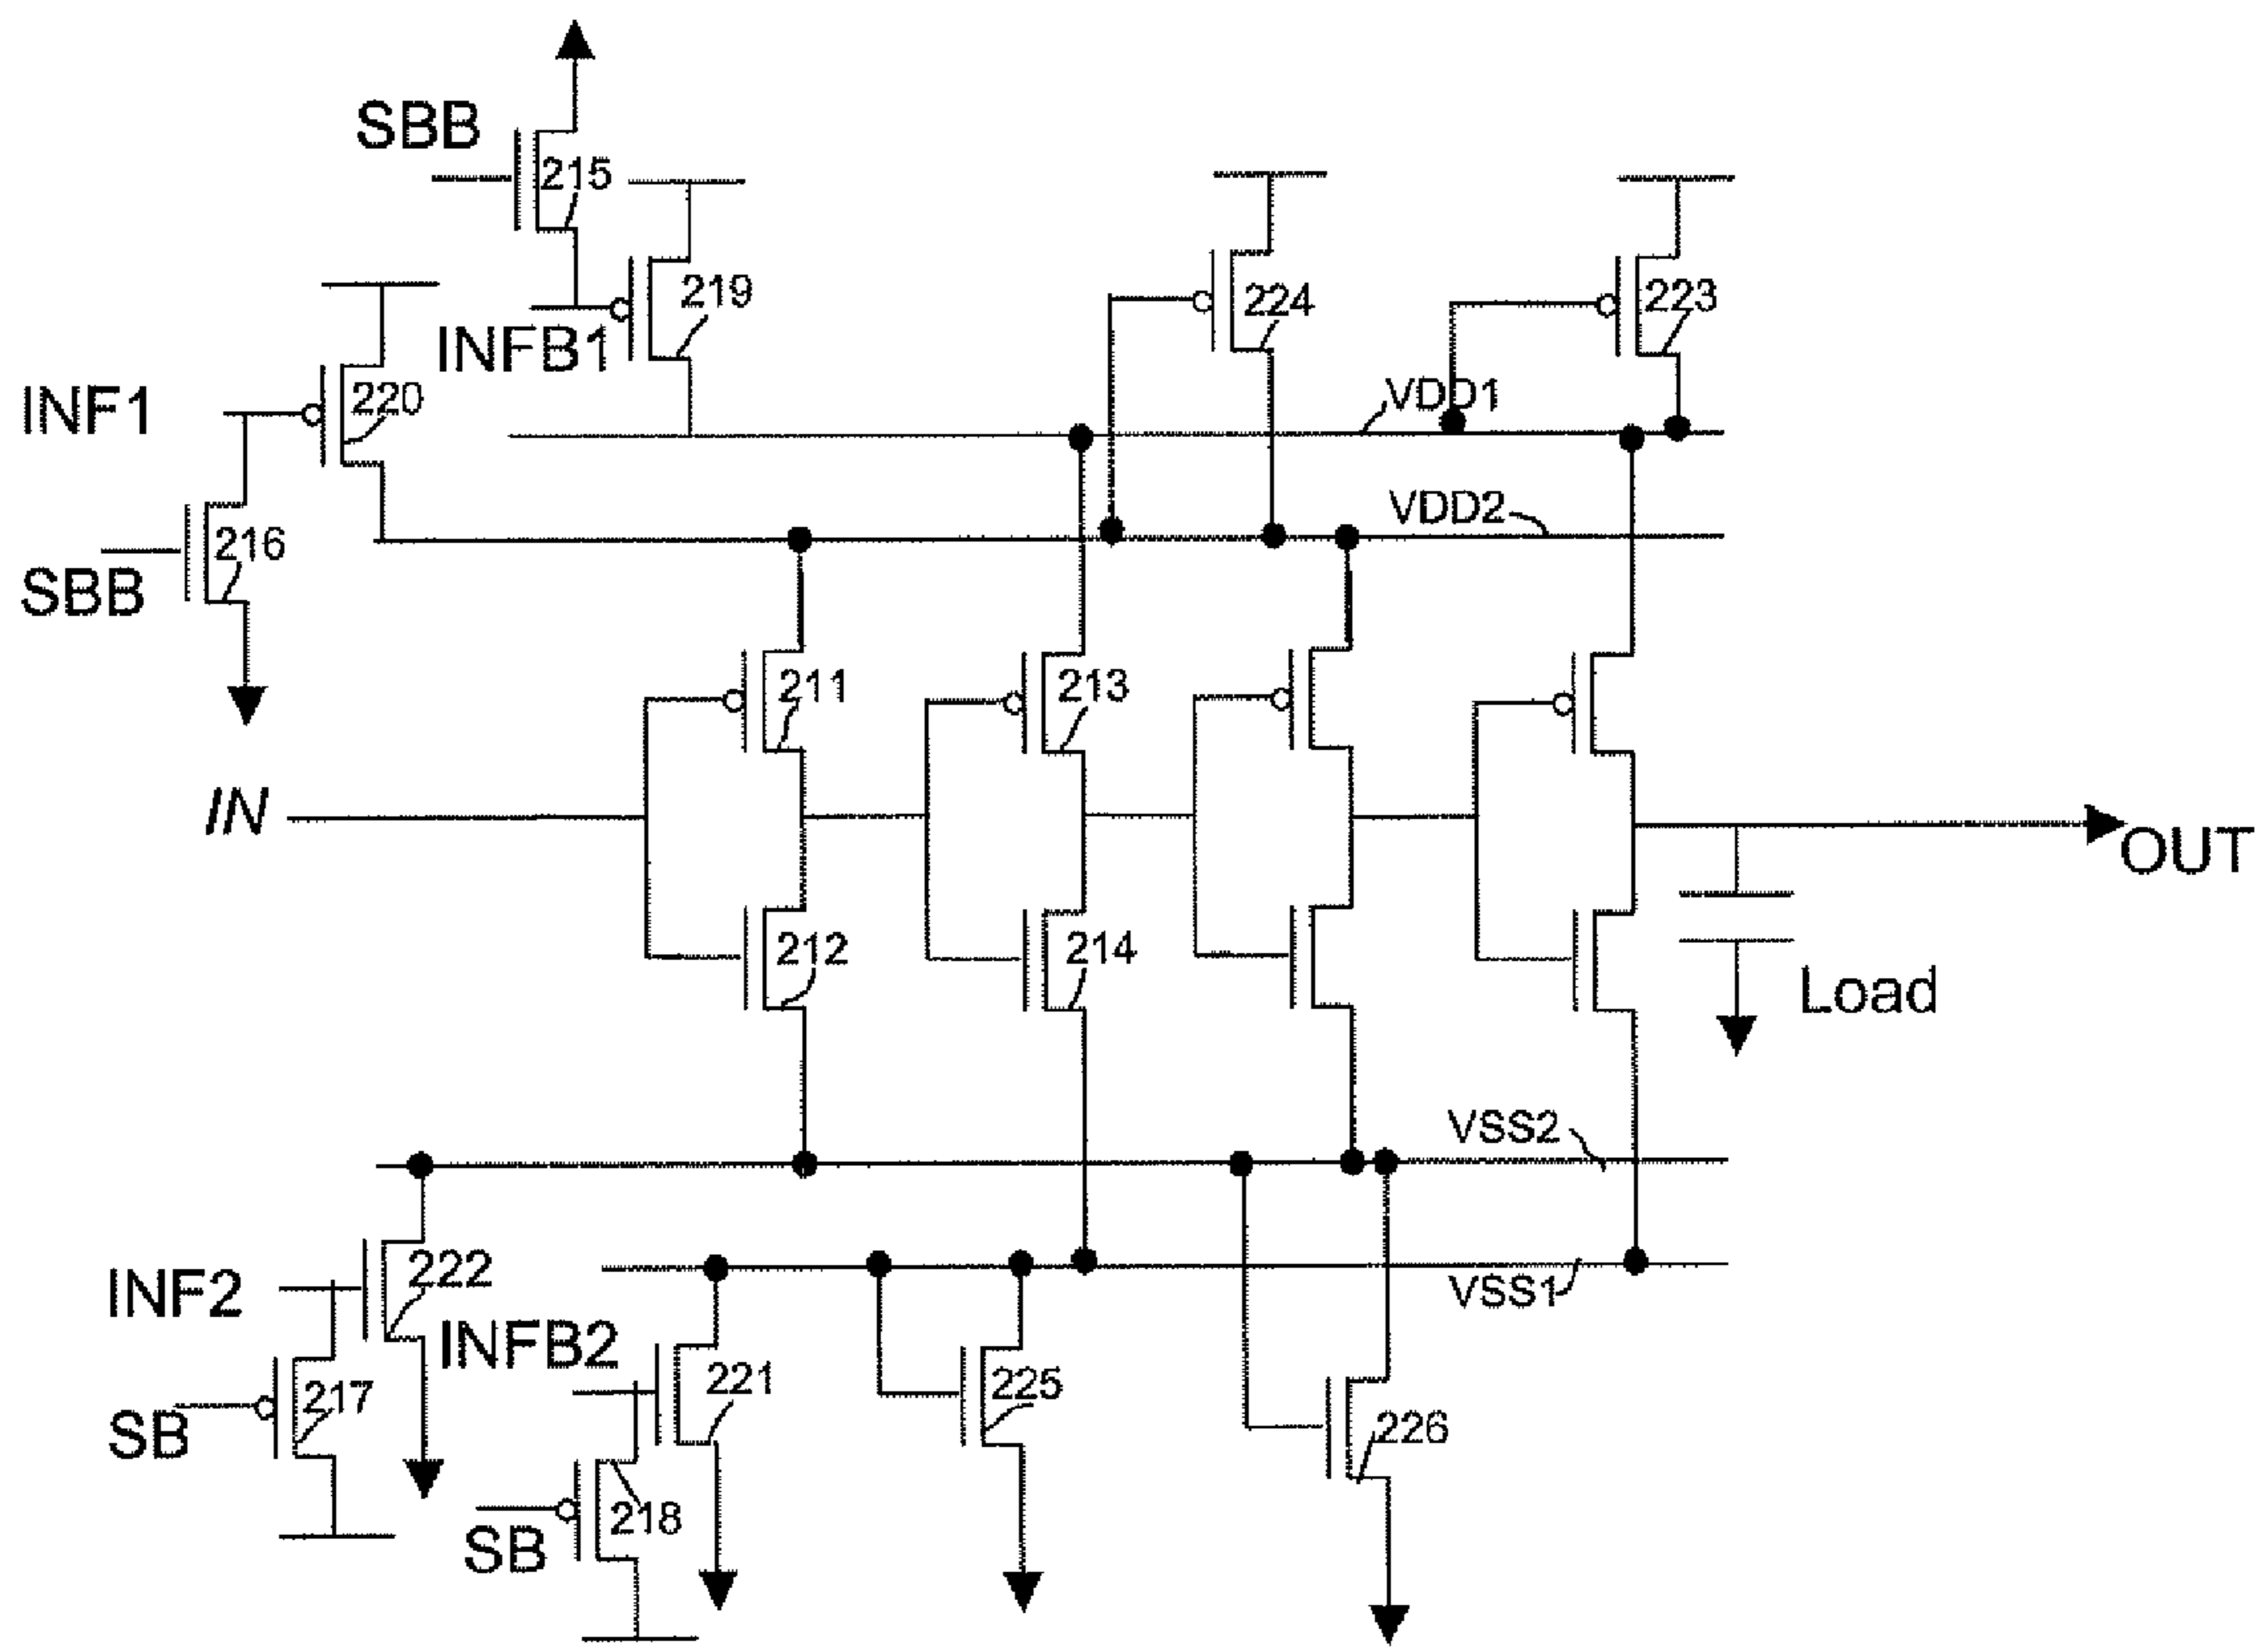 SBB
215
219
INFB1
224
223
INF1
220
VDD1
VDD2
216
SBB
211
213
IN
OUT
212
214
Load
VSS2
VSS1
INF2
222
INFB2
221
225
217
SB
226
218
SB